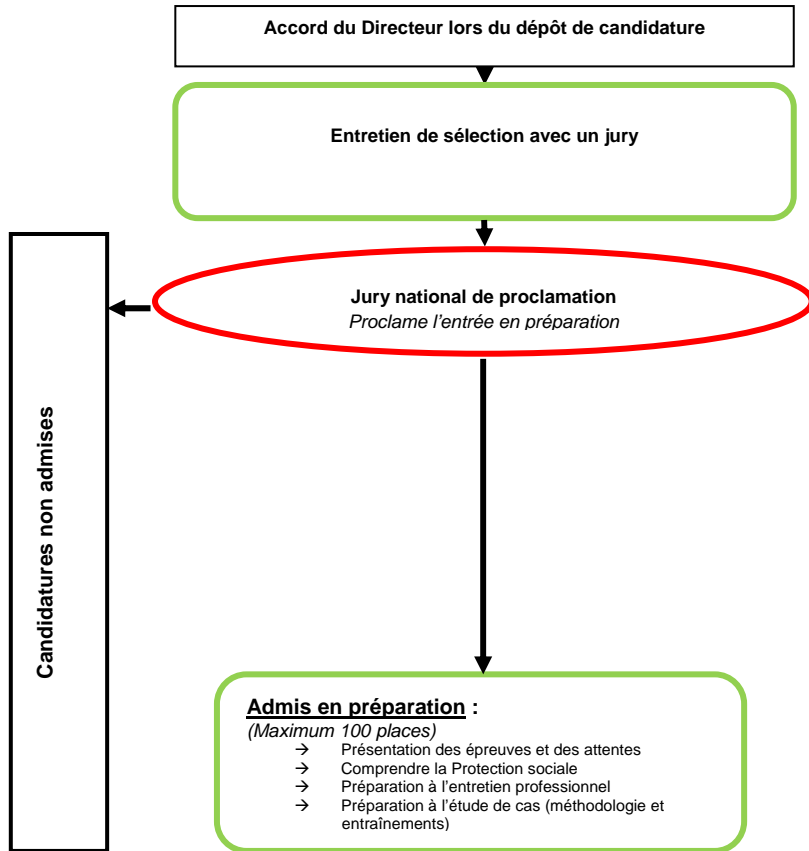 Accord du Directeur lors du dépôt de candidature
Entretien de sélection avec un jury
Jury national de proclamation
Proclame l'entrée en préparation
Candidatures non admises
Admis en préparation :
(Maximum 100 places)
→ Présentation des épreuves et des attentes
→ Comprendre la Protection sociale
→ Préparation à l'entretien professionnel
→ Préparation à l'étude de cas (méthodologie et
entraînements)